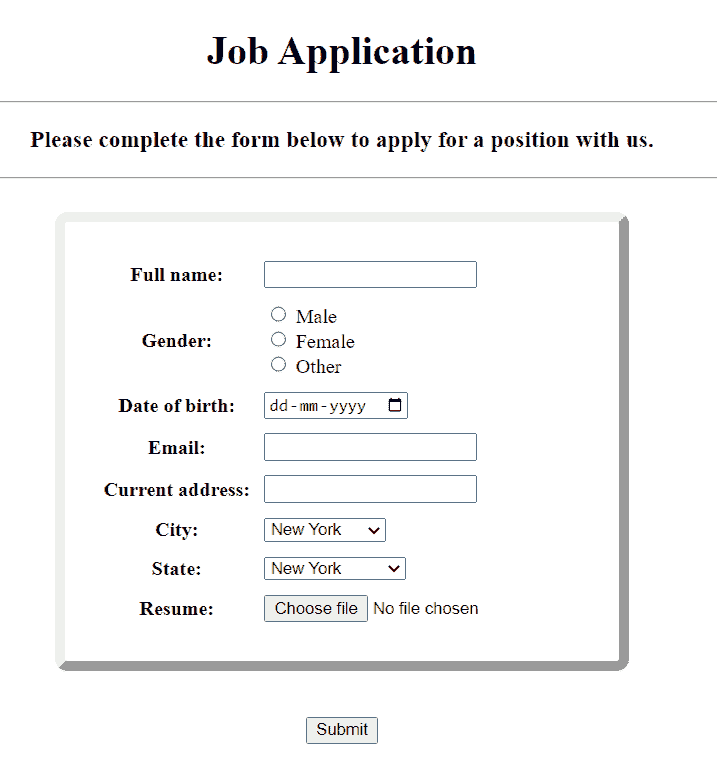 Job Application
Please complete the form below to apply for a position with us.
Full name:
Gender:
Male
Female
Other
Date of birth: dd-mm-yyyy
Email:
Current address:
City: New York
State: New York
Resume: Choose file No file chosen
Submit